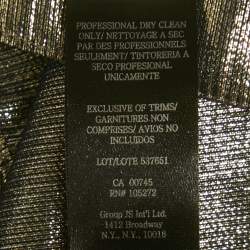 PROFESSIONAL DRY CLEAN
ONLY/ NETTOYAGE A SEC
PAR DES PROFESSIONELS
SEULEMENT/ TINTORERIA A
SECO PROFESIONAL
UNICAMENTE
EXCLUSIVE OF TRIMS/
GARNITURES NON
COMPRISES/ AVIOS NO
INCLUIDOS
LOT/LOTE 537651
CA 00745
RN# 105272
Group JS Int'l Ltd.
1412 Broadway
N.Y., N.Y., 10018